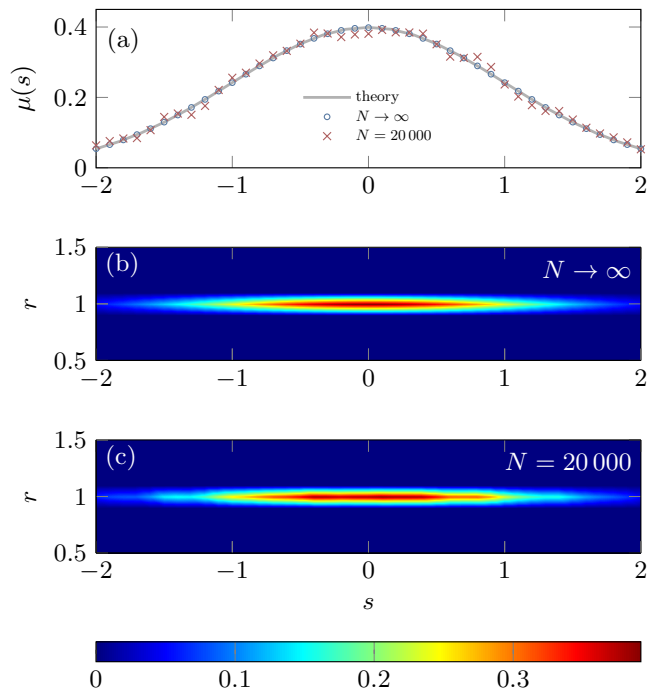 (a)
μ(s)
0.4
0.2
0
theory
N → ∞
N = 20 000
−2 −1 0 1 2
(b)
N → ∞
r
1.5
1
0.5
−2 −1 0 1 2
(c)
N = 20 000
r
1.5
1
0.5
−2 −1 0 1 2
s
0 0.1 0.2 0.3